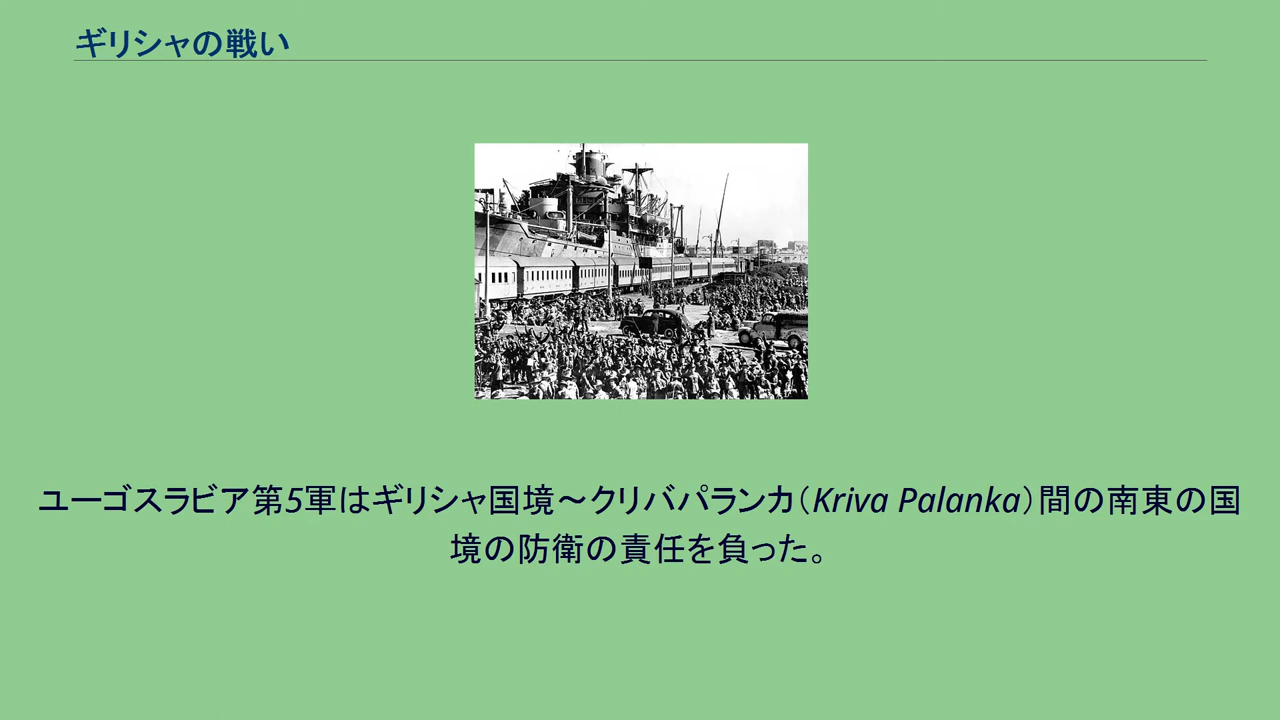 ギリシャの戦い
ユーゴスラビア第5軍はギリシャ国境～クリバパランカ（Kriva Palanka）間の南東の国
境の防衛の責任を負った。